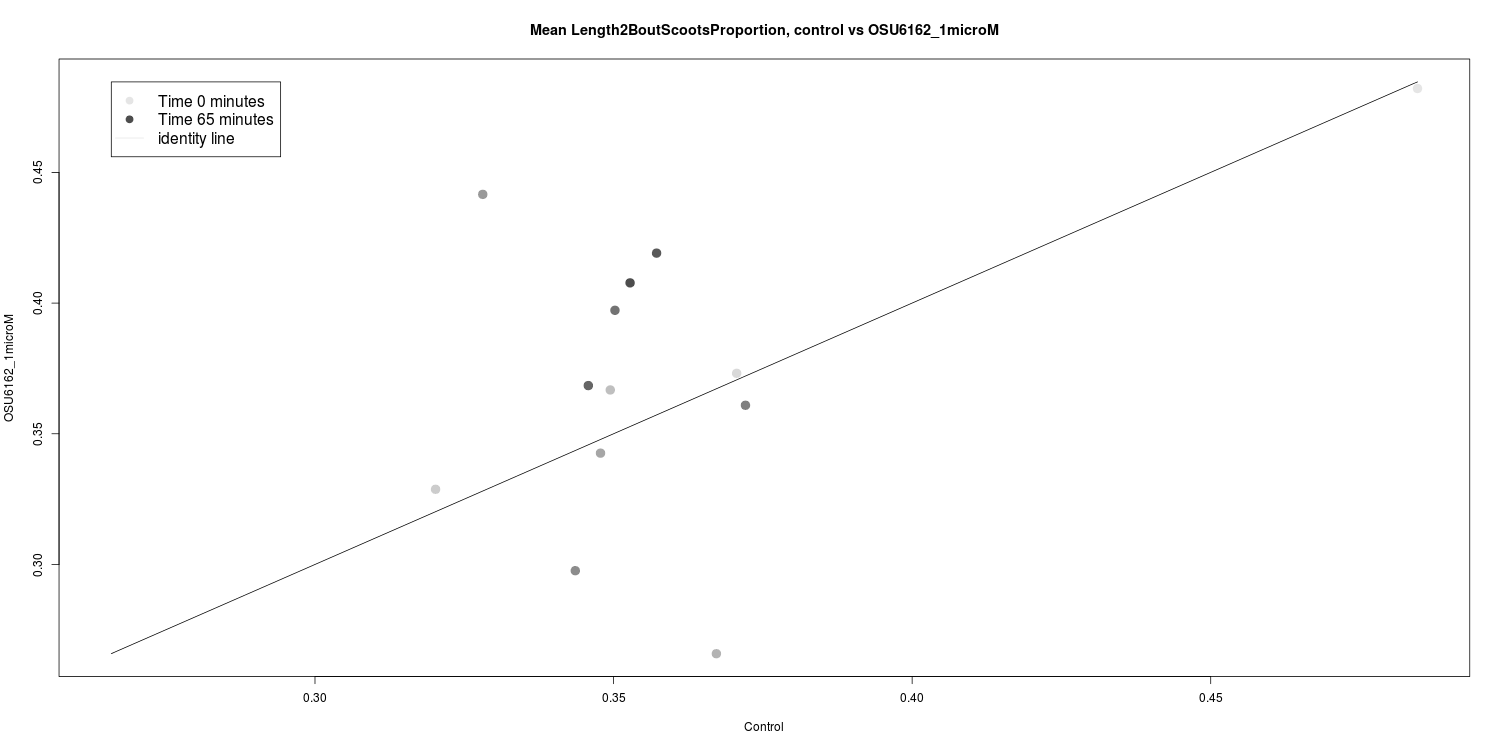 Mean Length2BoutScootsProportion, control vs OSU6162_1microM
Time 0 minutes
Time 65 minutes
identity line
OSU6162_1microM
0.45
0.40
0.35
0.30
0.30
0.35
0.40
0.45
Control